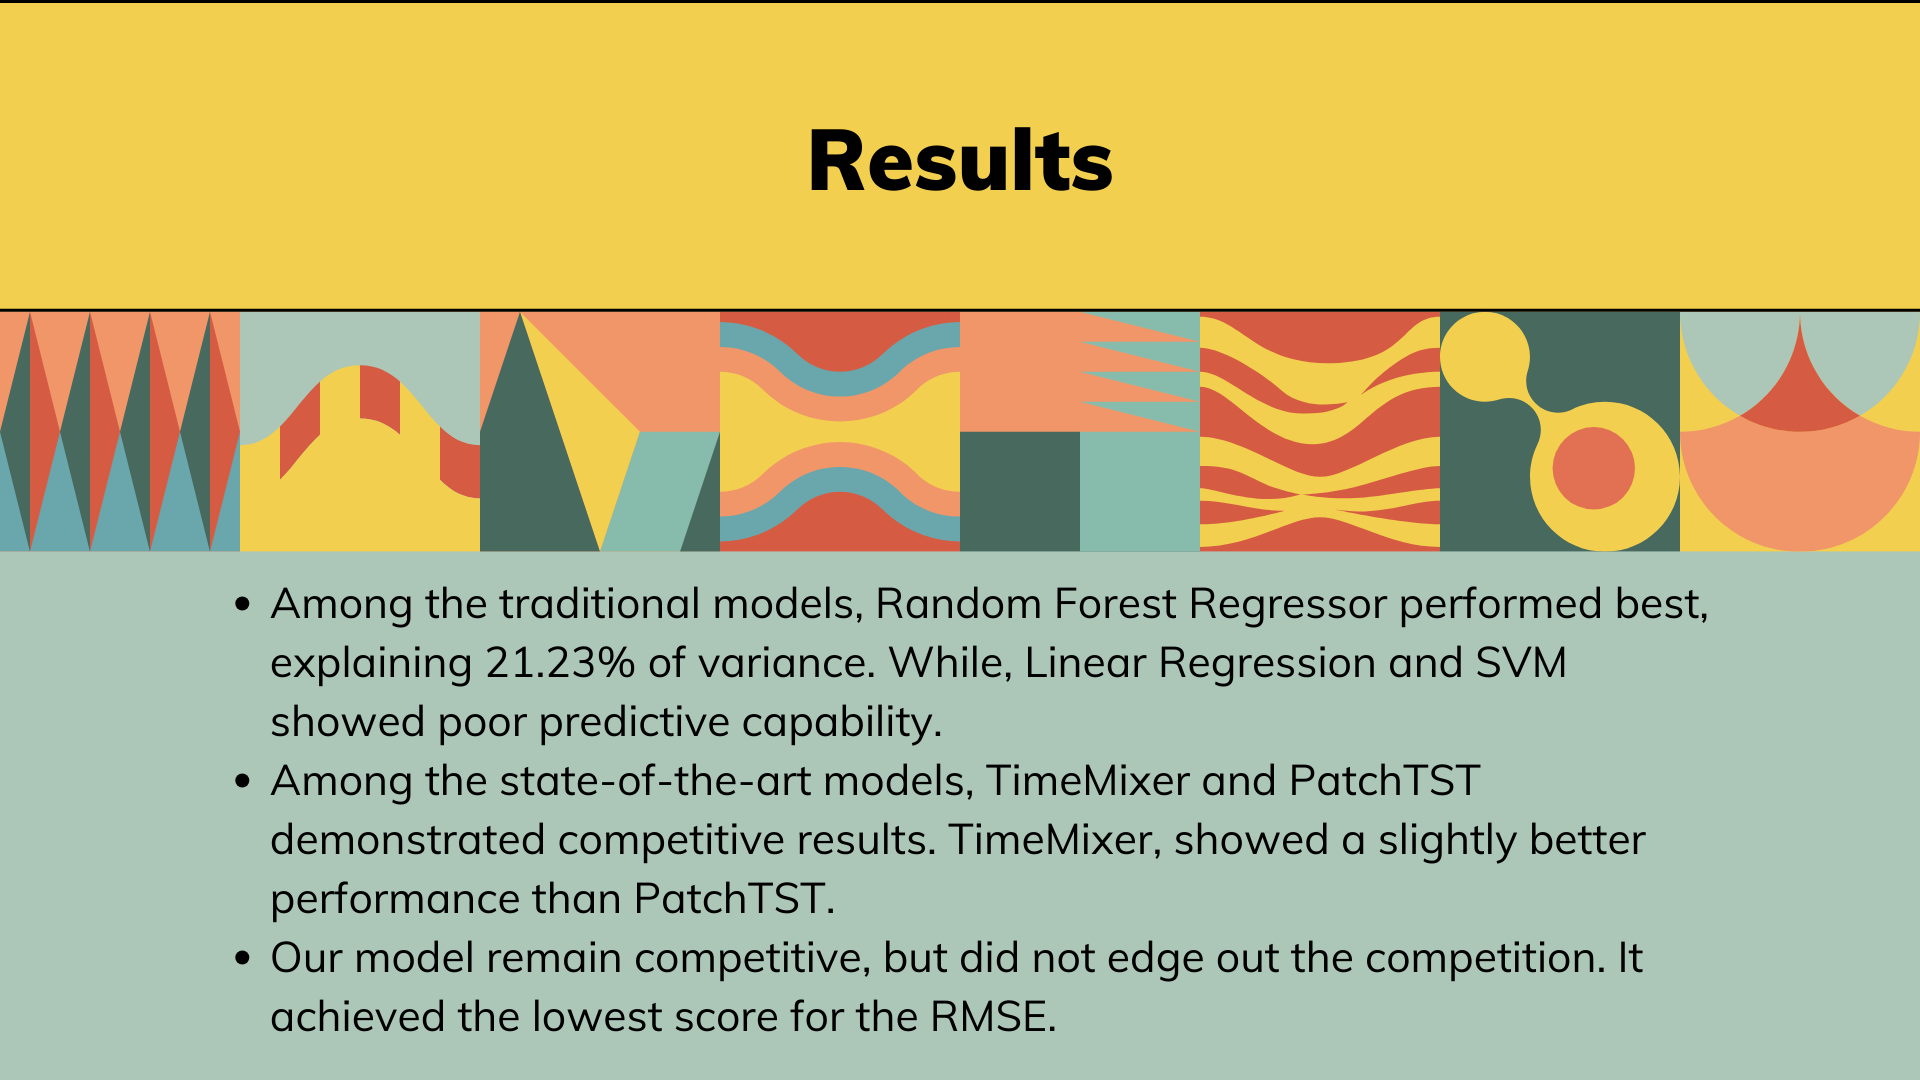 Results
• Among the traditional models, Random Forest Regressor performed best,
explaining 21.23% of variance. While, Linear Regression and SVM
showed poor predictive capability.
• Among the state-of-the-art models, TimeMixer and PatchTST
demonstrated competitive results. TimeMixer, showed a slightly better
performance than PatchTST.
• Our model remain competitive, but did not edge out the competition. It
achieved the lowest score for the RMSE.